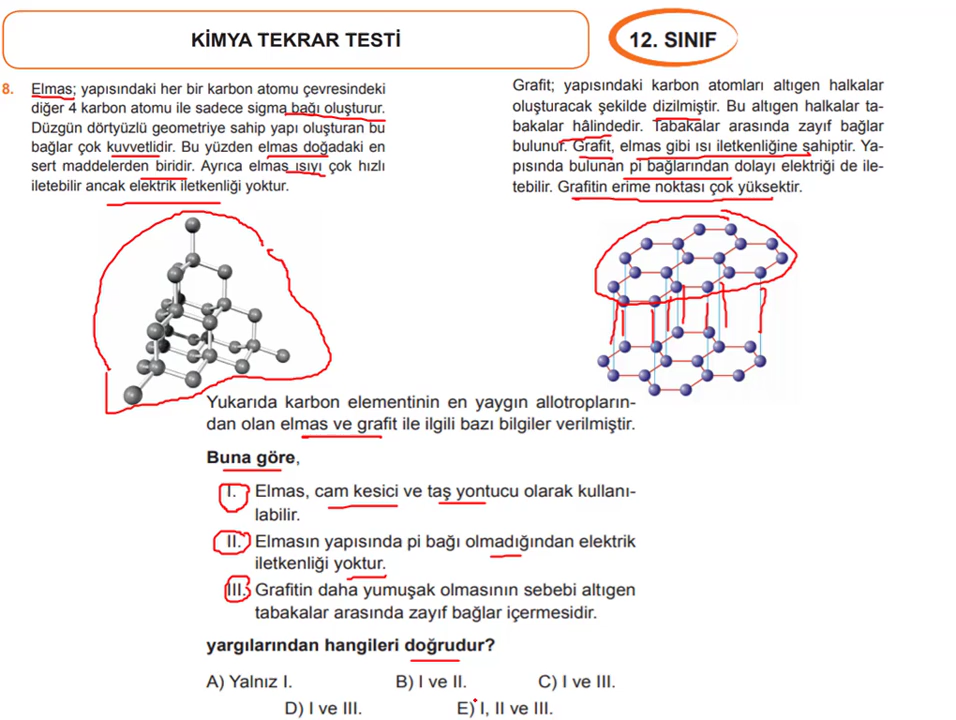 KİMYA TEKRAR TESTİ
12. SINIF
8. Elmas; yapısındaki her bir karbon atomu çevresindeki
diğer 4 karbon atomu ile sadece sigma bağı oluşturur.
Düzgün dörtyüzlü geometriye sahip yapı oluşturan bu
bağlar çok kuvvetlidir. Bu yüzden elmas doğadaki en
sert maddelerden biridir. Ayrıca elmas ısıyı çok hızlı
iletebilir ancak elektrik iletkenliği yoktur.
Grafit; yapısındaki karbon atomları altıgen halkalar
oluşturacak şekilde dizilmiştir. Bu altıgen halkalar ta-
bakalar hâlindedir. Tabakalar arasında zayıf bağlar
bulunur. Grafit, elmas gibi ısı iletkenliğine sahiptir. Ya-
pısında bulunan pi bağlarından dolayı elektriği de ile-
tebilir. Grafitin erime noktası çok yüksektir.
Yukarıda karbon elementinin en yaygın allotropların-
dan olan elmas ve grafit ile ilgili bazı bilgiler verilmiştir.
Buna göre,
I. Elmas, cam kesici ve taş yontucu olarak kullanı-
labilir.
II. Elmasın yapısında pi bağı olmadığından elektrik
iletkenliği yoktur.
III. Grafitin daha yumuşak olmasının sebebi altıgen
tabakalar arasında zayıf bağlar içermesidir.
yargılarından hangileri doğrudur?
A) Yalnız I. B) I ve II. C) I ve III.
D) I ve III. E) I, II ve III.